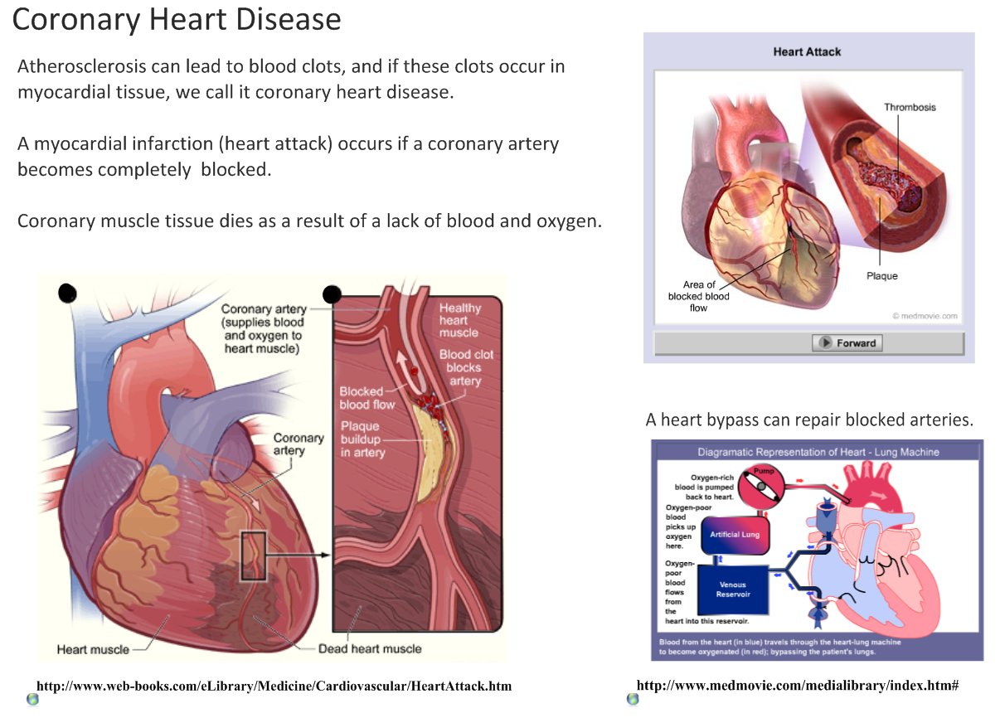 Coronary Heart Disease
Atherosclerosis can lead to blood clots, and if these clots occur in
myocardial tissue, we call it coronary heart disease.
A myocardial infarction (heart attack) occurs if a coronary artery
becomes completely  blocked.
Coronary muscle tissue dies as a result of a lack of blood and oxygen.
Coronary artery
(supplies blood
and oxygen to
heart muscle)
Healthy
heart
muscle
Blood clot
blocks
artery
Blocked
blood flow
Plaque
buildup
in artery
Coronary
artery
Heart muscle
Dead heart muscle
http://www.web-books.com/eLibrary/Medicine/Cardiovascular/HeartAttack.htm
Heart Attack
Thrombosis
Plaque
Area of
blocked blood
flow
© medmovie.com
Forward
A heart bypass can repair blocked arteries.
Diagramatic Representation of Heart - Lung Machine
Pump
Oxygen-rich
blood is pumped
back to heart.
Oxygen-poor
blood
picks up
oxygen
here.
Artificial Lung
Oxygen-
poor
blood
flows
from
the
heart into this reservoir.
Venous
Reservoir
Blood from the heart (in blue) travels through the heart-lung machine
to become oxygenated (in red); bypassing the patient's lungs.
http://www.medmovie.com/medialibrary/index.htm#